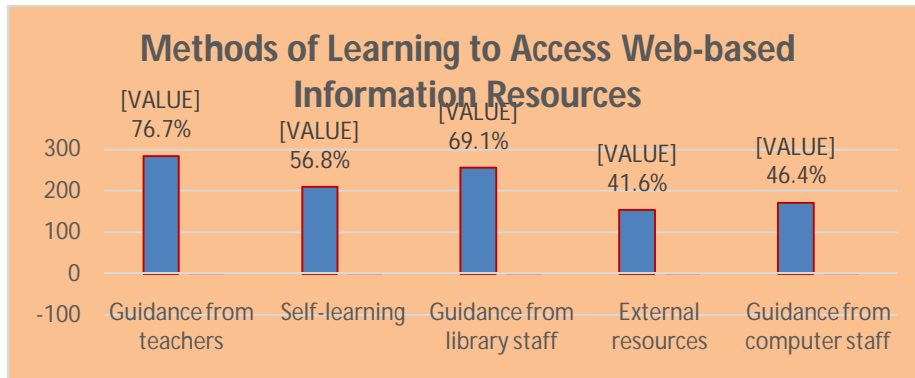 Methods of Learning to Access Web-based
Information Resources
[VALUE]
76.7%
[VALUE]
56.8%
[VALUE]
69.1%
[VALUE]
41.6%
[VALUE]
46.4%
300
200
100
0
-100
Guidance from
teachers
Self-learning
Guidance from
library staff
External
resources
Guidance from
computer staff